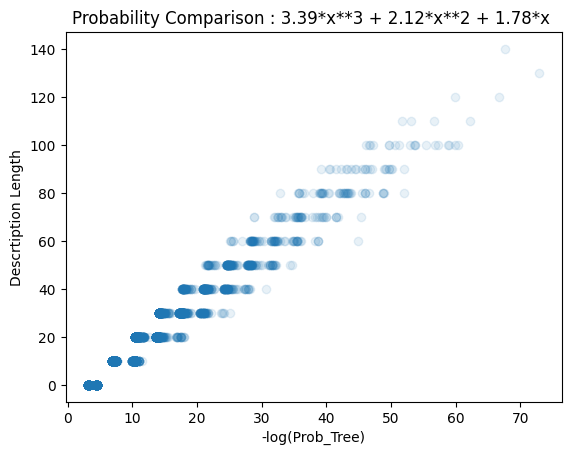 Probability Comparison : 3.39*x**3 + 2.12*x**2 + 1.78*x
140
120
100
80
60
40
20
0
Descrtiption Length
0 10 20 30 40 50 60 70
-log(Prob_Tree)